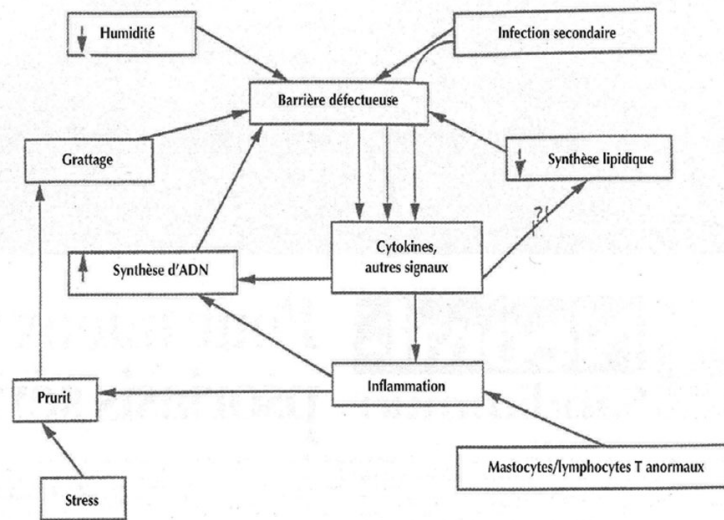 Humidité
Infection secondaire
Barrière défectueuse
Grattage
Synthèse lipidique
?
Cytokines,
autres signaux
Synthèse d'ADN
Inflammation
Prurit
Mastocytes/lymphocytes T anormaux
Stress